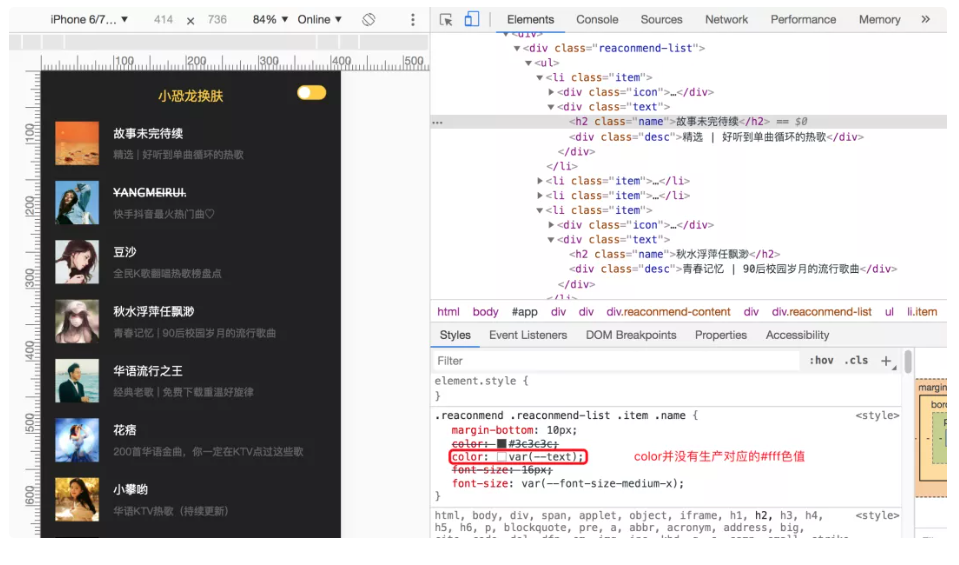 iPhone 6/7... ▼ 414 × 736 84% ▼ Online ▼
Elements Console Sources Network Performance Memory »
100 200 300 400 500
100
200
300
400
500
600
小恐龙换肤
故事未完待续
精选 | 好听到单曲循环的热歌
YANGMEIRUI.
快手抖音最火热门曲♡
豆沙
全民K歌翻唱热歌榜盘点
秋水浮萍任飘渺
青春记忆 | 90后校园岁月的流行歌曲
华语流行之王
经典老歌 | 免费下载重温好旋律
花痞
200首华语金曲，你一定在KTV点过这些歌
小攀哟
华语KTV热歌（持续更新）
▼<div>
▼<div class="reaconmend-list">
▼<ul>
▼<li class="item">
▶<div class="icon">…</div>
▼<div class="text">
<h2 class="name">故事未完待续</h2> == $0
<div class="desc">精选 | 好听到单曲循环的热歌</div>
</div>
</li>
▶<li class="item">…</li>
▶<li class="item">…</li>
▼<li class="item">
▶<div class="icon">…</div>
▼<div class="text">
<h2 class="name">秋水浮萍任飘渺</h2>
<div class="desc">青春记忆 | 90后校园岁月的流行歌曲</div>
</div>
</li>
html body #app div div div.reaconmend-content div div.reaconmend-list ul li.item
Styles Event Listeners DOM Breakpoints Properties Accessibility
Filter :hov .cls +
element.style {
}
.reaconmend .reaconmend-list .item .name { <style>
margin-bottom: 10px;
color: #3c3c3c;
color: var(--text); color并没有生产对应的#fff色值
font-size: 16px;
font-size: var(--font-size-medium-x);
}
html, body, div, span, applet, object, iframe, h1, h2, h3, h4, <style>
h5, h6, p, blockquote, pre, a, abbr, acronym, address, big,
margin